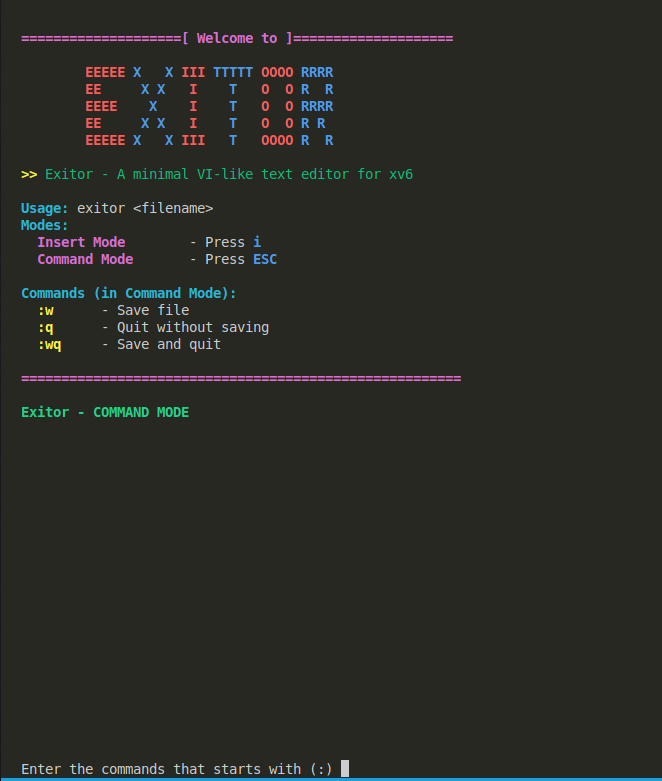 ====================[ Welcome to ]====================
EEEEE X   X III TTTTT OOOO RRRR
EE     X X   I    T   O  O R  R
EEEE    X    I    T   O  O RRRR
EE     X X   I    T   O  O R R
EEEEE X   X III   T   OOOO R  R
>> Exitor - A minimal VI-like text editor for xv6
Usage: exitor <filename>
Modes:
  Insert Mode        - Press i
  Command Mode       - Press ESC
Commands (in Command Mode):
  :w      - Save file
  :q      - Quit without saving
  :wq     - Save and quit
=======================================================
Exitor - COMMAND MODE
Enter the commands that starts with (:)